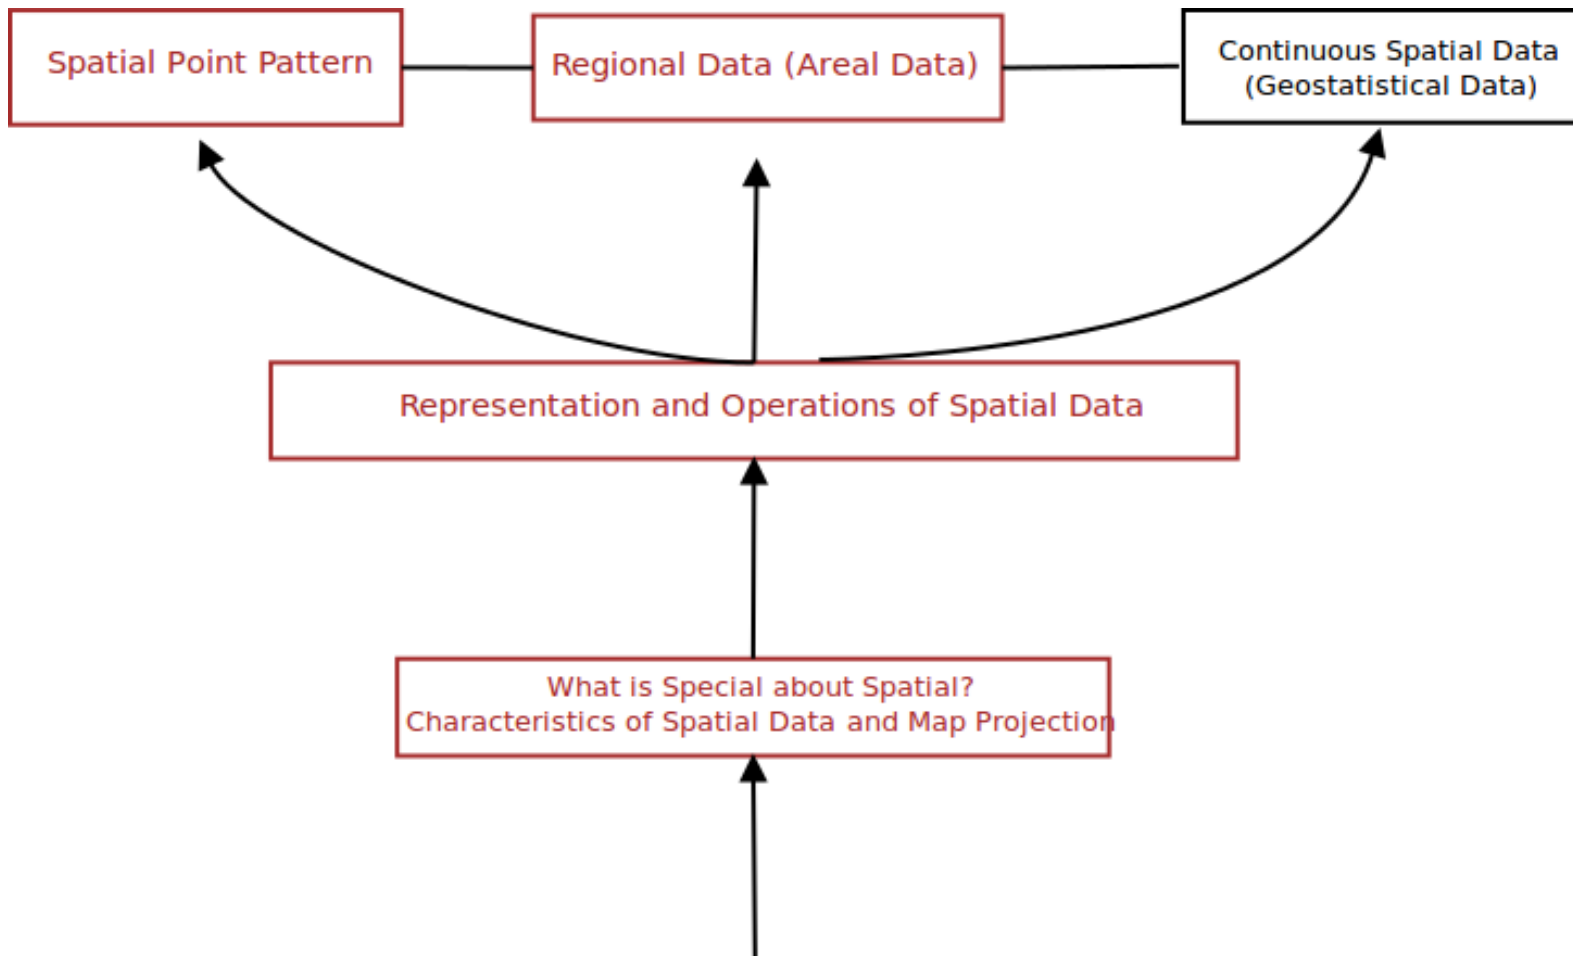 Spatial Point Pattern
Regional Data (Areal Data)
Continuous Spatial Data
(Geostatistical Data)
Representation and Operations of Spatial Data
What is Special about Spatial?
Characteristics of Spatial Data and Map Projection